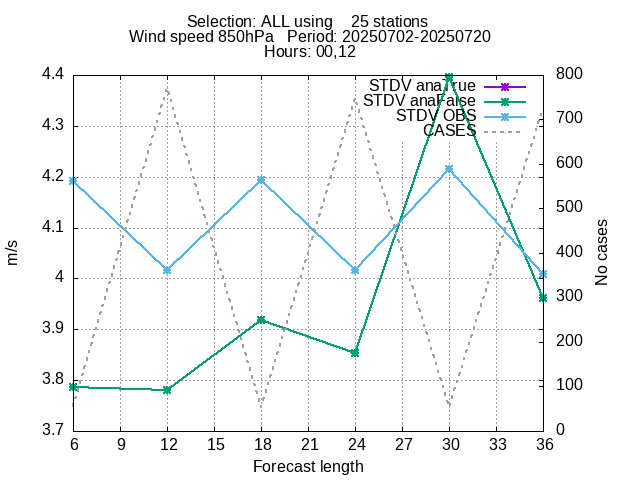 Selection: ALL using    25 stations
Wind speed 850hPa   Period: 20250702-20250720
Hours: 00,12
STDV anaTrue
STDV anaFalse
STDV OBS
CASES
4.4
4.3
4.2
4.1
4
3.9
3.8
3.7
m/s
800
700
600
500
400
300
200
100
0
No cases
6 9 12 15 18 21 24 27 30 33 36
Forecast length